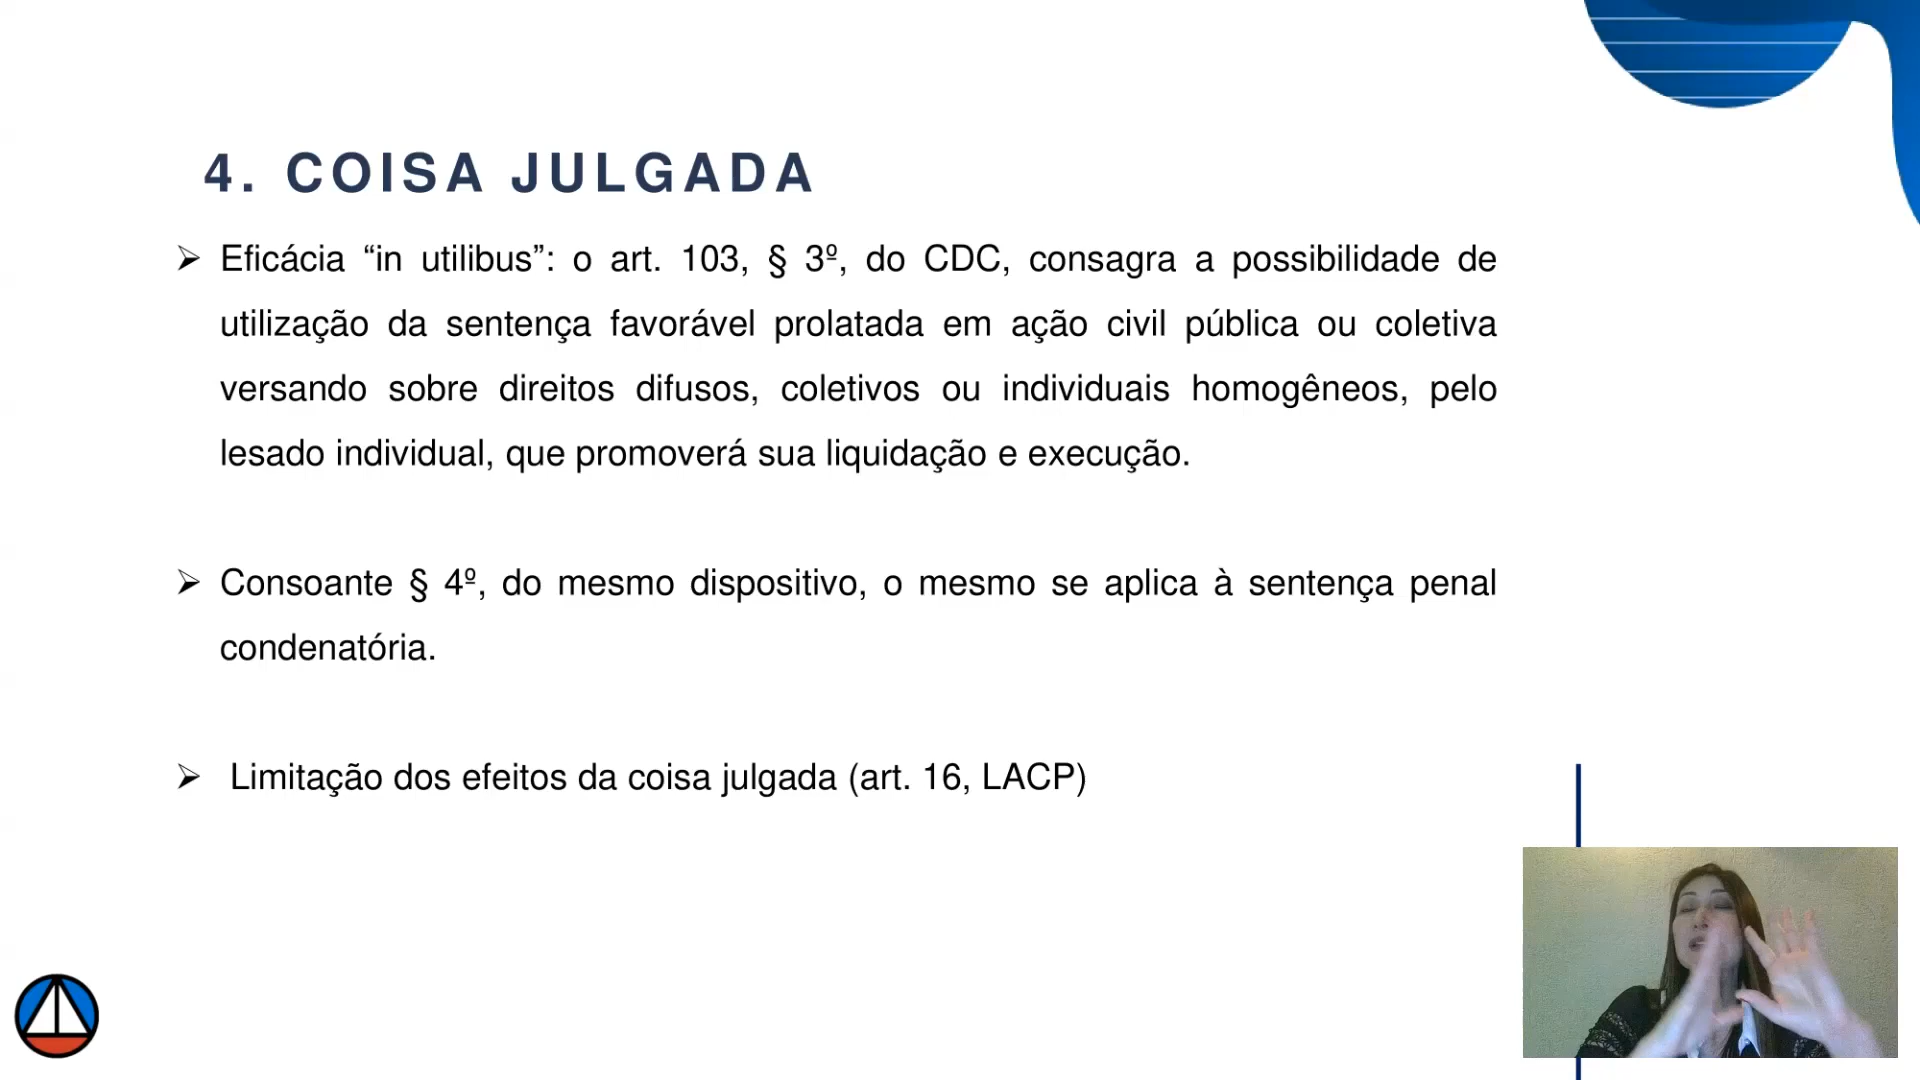 4. COISA JULGADA
Eficácia “in utilibus”: o art. 103, § 3º, do CDC, consagra a possibilidade de
utilização da sentença favorável prolatada em ação civil pública ou coletiva
versando sobre direitos difusos, coletivos ou individuais homogêneos, pelo
lesado individual, que promoverá sua liquidação e execução.
Consoante § 4º, do mesmo dispositivo, o mesmo se aplica à sentença penal
condenatória.
Limitação dos efeitos da coisa julgada (art. 16, LACP)